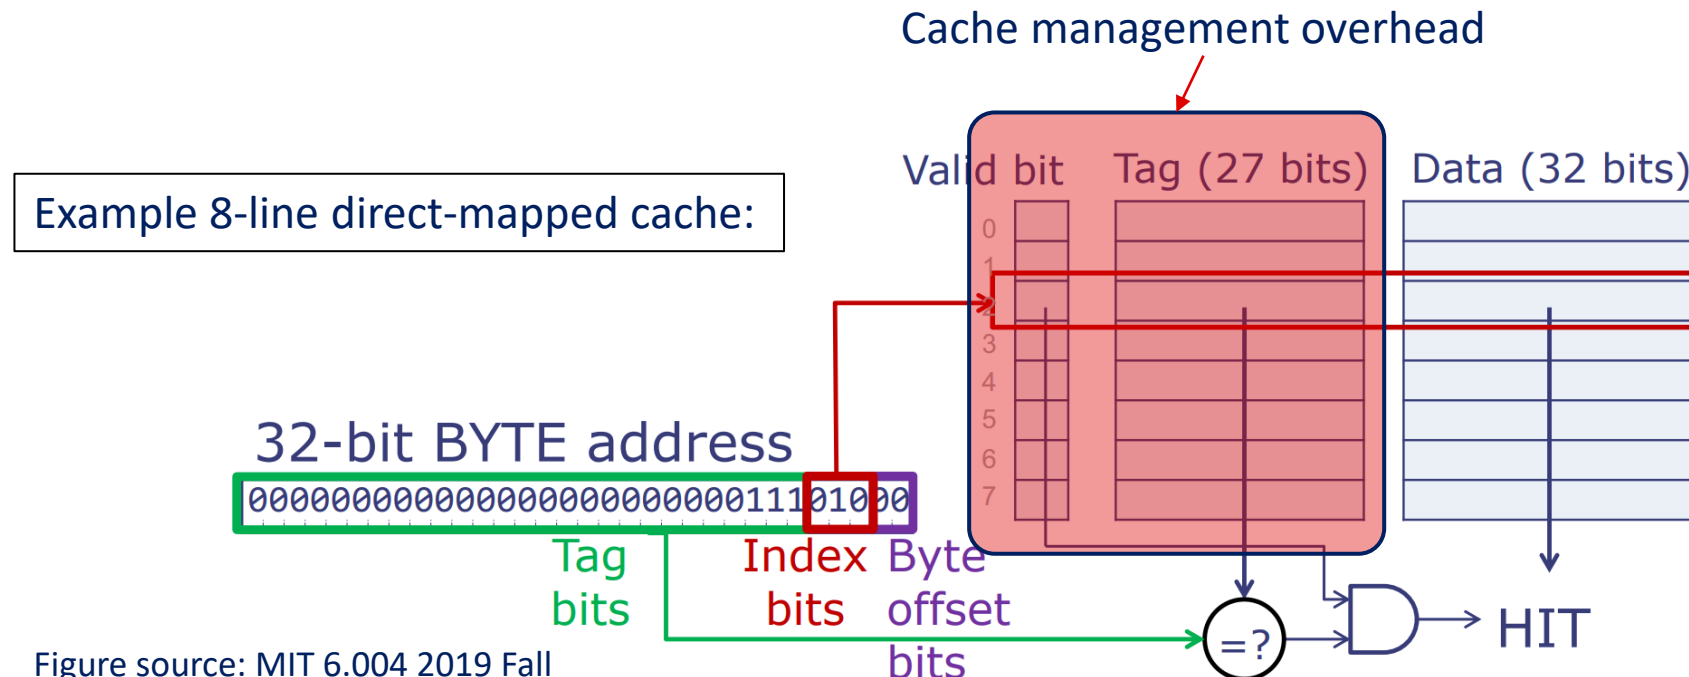 Cache management overhead
Example 8-line direct-mapped cache:
Valid bit Tag (27 bits) Data (32 bits)
0
1
2
3
4
5
6
7
32-bit BYTE address
00000000000000000000000011101000
Tag bits
Index bits
Byte offset bits
=?
HIT
Figure source: MIT 6.004 2019 Fall